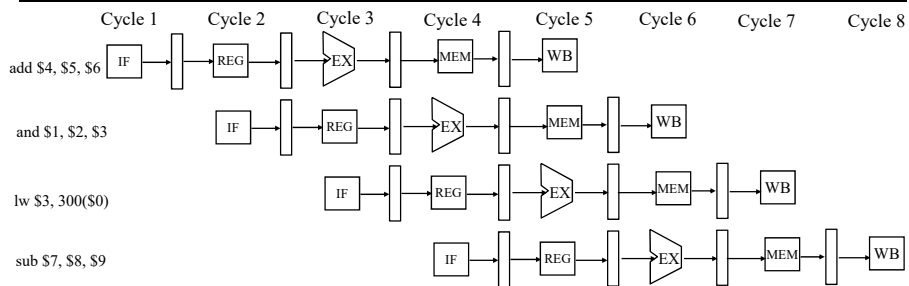 Cycle 1 Cycle 2 Cycle 3 Cycle 4 Cycle 5 Cycle 6 Cycle 7 Cycle 8
add $4, $5, $6 IF REG EX MEM WB
and $1, $2, $3 IF REG EX MEM WB
lw $3, 300($0) IF REG EX MEM WB
sub $7, $8, $9 IF REG EX MEM WB